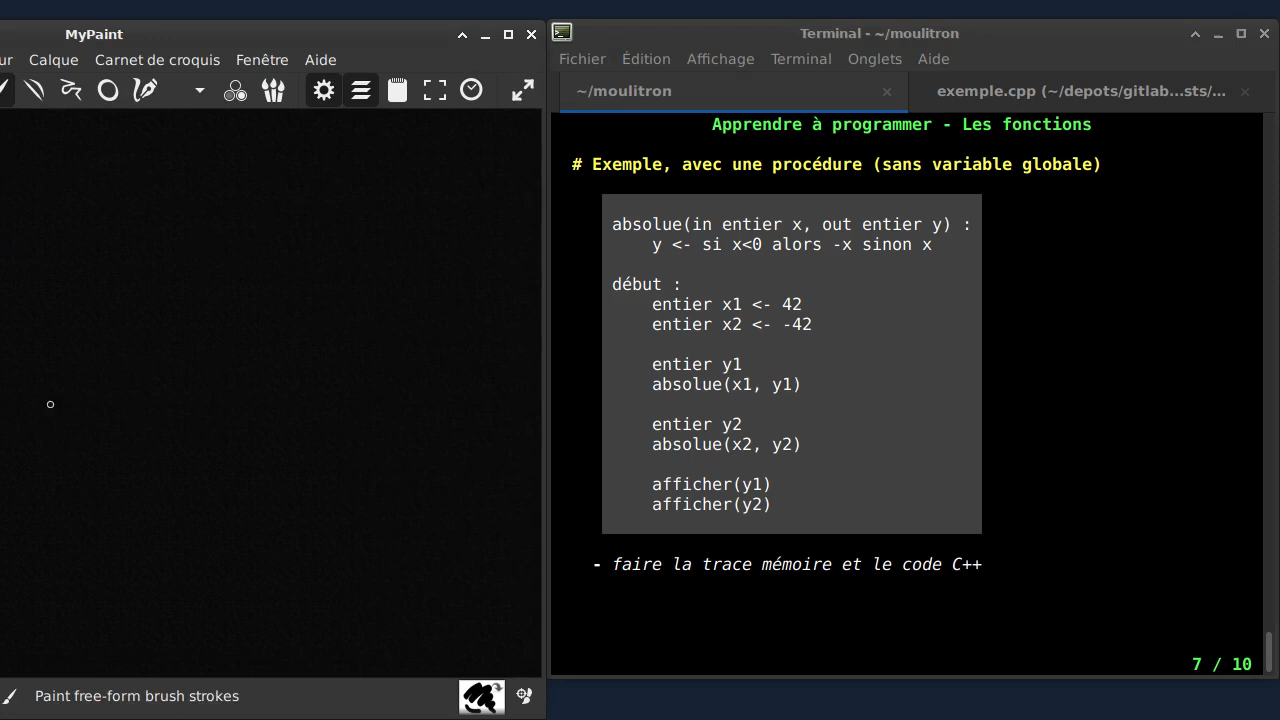 MyPaint
ur Calque Carnet de croquis Fenêtre Aide
Paint free-form brush strokes
Terminal - ~/moulitron
Fichier Édition Affichage Terminal Onglets Aide
~/moulitron
exemple.cpp (~/depots/gitlab...sts/...
Apprendre à programmer - Les fonctions
# Exemple, avec une procédure (sans variable globale)
absolue(in entier x, out entier y) :
y <- si x<0 alors -x sinon x
début :
entier x1 <- 42
entier x2 <- -42
entier y1
absolue(x1, y1)
entier y2
absolue(x2, y2)
afficher(y1)
afficher(y2)
- faire la trace mémoire et le code C++
7 / 10